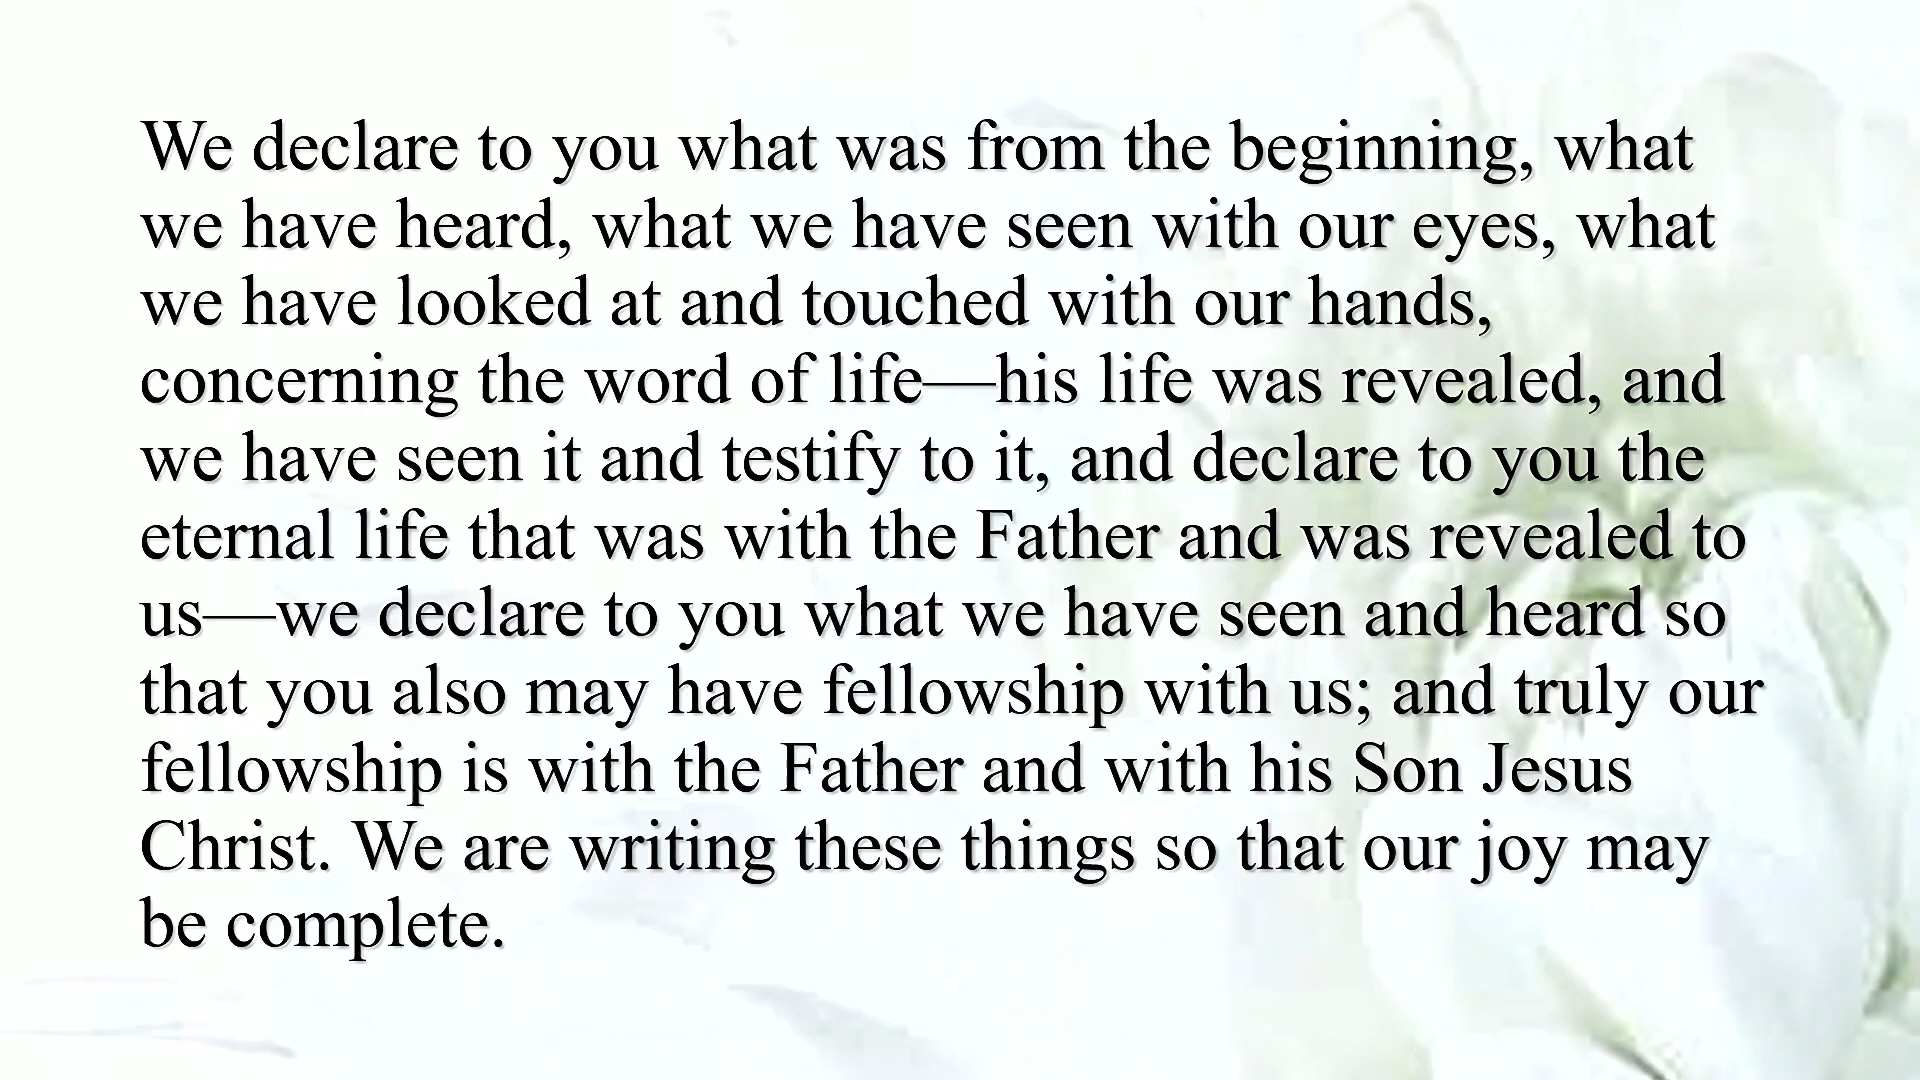 We declare to you what was from the beginning, what
we have heard, what we have seen with our eyes, what
we have looked at and touched with our hands,
concerning the word of life—his life was revealed, and
we have seen it and testify to it, and declare to you the
eternal life that was with the Father and was revealed to
us—we declare to you what we have seen and heard so
that you also may have fellowship with us; and truly our
fellowship is with the Father and with his Son Jesus
Christ. We are writing these things so that our joy may
be complete.